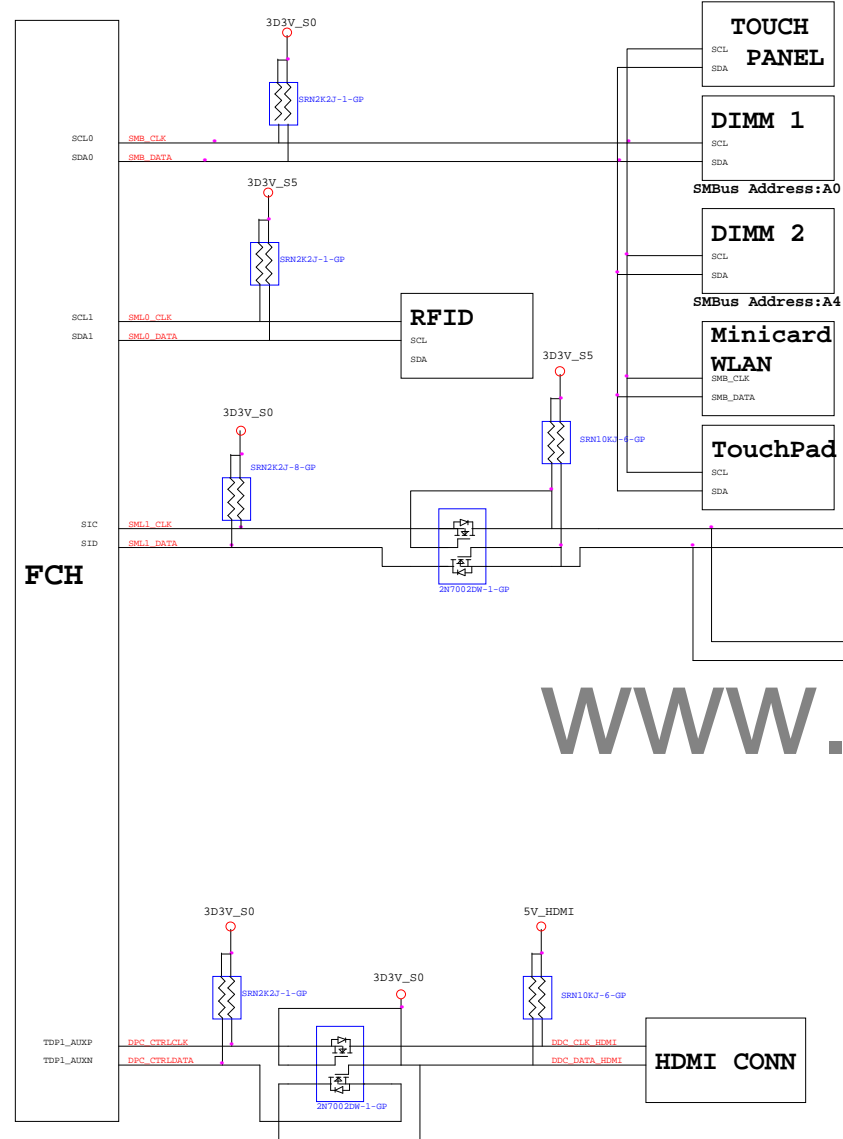 3D3V_S0
TOUCH
PANEL
SCL
SDA
SRN2K2J-1-GP
DIMM 1
SCL0
SMB_CLK
SCL
SDA0
SMB_DATA
SDA
SMBus Address:A0
3D3V_S5
DIMM 2
SRN2K2J-1-GP
SCL
SDA
SMBus Address:A4
SCL1
SML0_CLK
RFID
SDA1
SML0_DATA
SCL
SDA
Minicard
WLAN
SMB_CLK
SMB_DATA
3D3V_S5
3D3V_S0
SRN10KJ-6-GP
TouchPad
SCL
SDA
SRN2K2J-8-GP
SIC
SML1_CLK
SID
SML1_DATA
FCH
2N7002DW-1-GP
www.
3D3V_S0
5V_HDMI
3D3V_S0
SRN2K2J-1-GP
SRN10KJ-6-GP
TDP1_AUXP
DPC_CTRLCLK
DDC_CLK_HDMI
TDP1_AUXN
DPC_CTRLDATA
DDC_DATA_HDMI
HDMI CONN
2N7002DW-1-GP